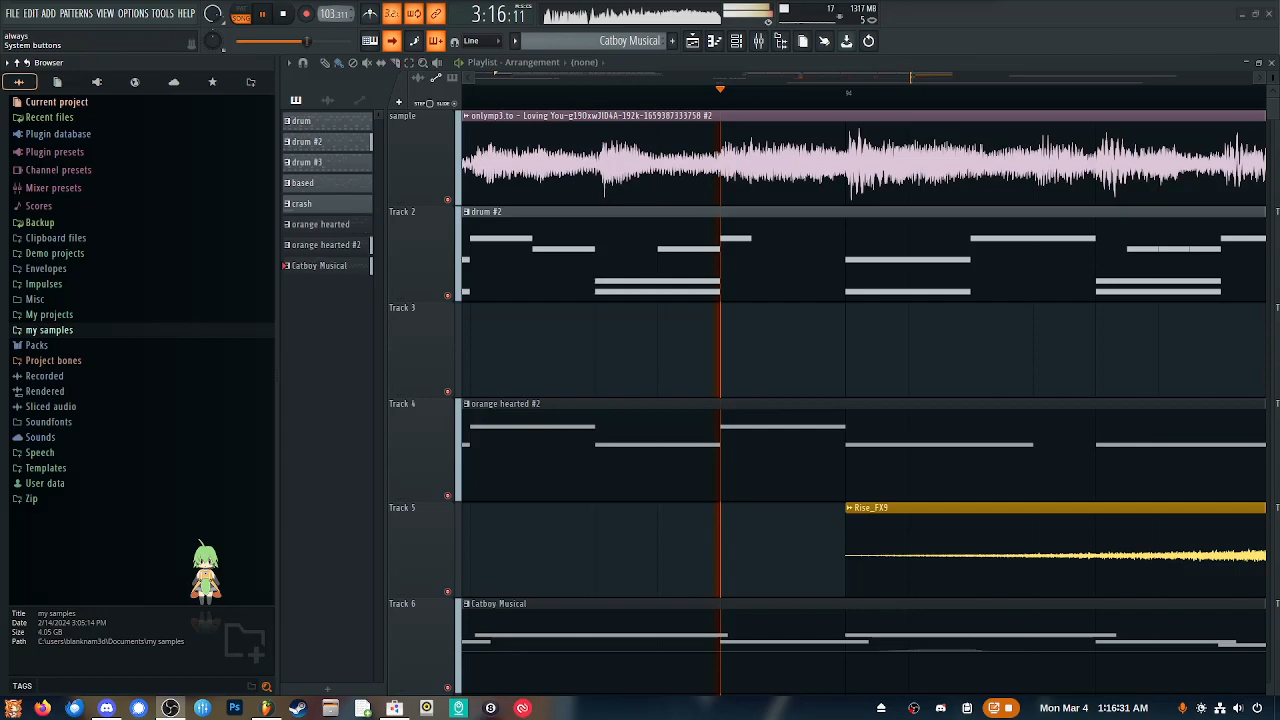 FILE EDIT ADD PATTERNS VIEW OPTIONS TOOLS HELP
PAT
SONG
103.311
3:16:11
M:S:CS
17
1317 MB
5
always
System buttons
Line
Catboy Musical
Browser
Playlist - Arrangement
(none)
STEP
SLIDE
Current project
Recent files
Plugin database
Plugin presets
Channel presets
Mixer presets
Scores
Backup
Clipboard files
Demo projects
Envelopes
Impulses
Misc
My projects
my samples
Packs
Project bones
Recorded
Rendered
Sliced audio
Soundfonts
Sounds
Speech
Templates
User data
Zip
drum
drum #2
drum #3
based
crash
orange hearted
orange hearted #2
Catboy Musical
sample
onlymp3.to - Loving You-g19DxwJlD4A-192k-1659387333758 #2
Track 2
drum #2
Track 3
Track 4
orange hearted #2
Track 5
Rise_FX9
Track 6
Catboy Musical
Title my samples
Date 2/14/2024 3:05:14 PM
Size 4.05 GB
Path C:\users\blanknam3d\Documents\my samples
TAGS
Mon Mar 4
1:16:31 AM